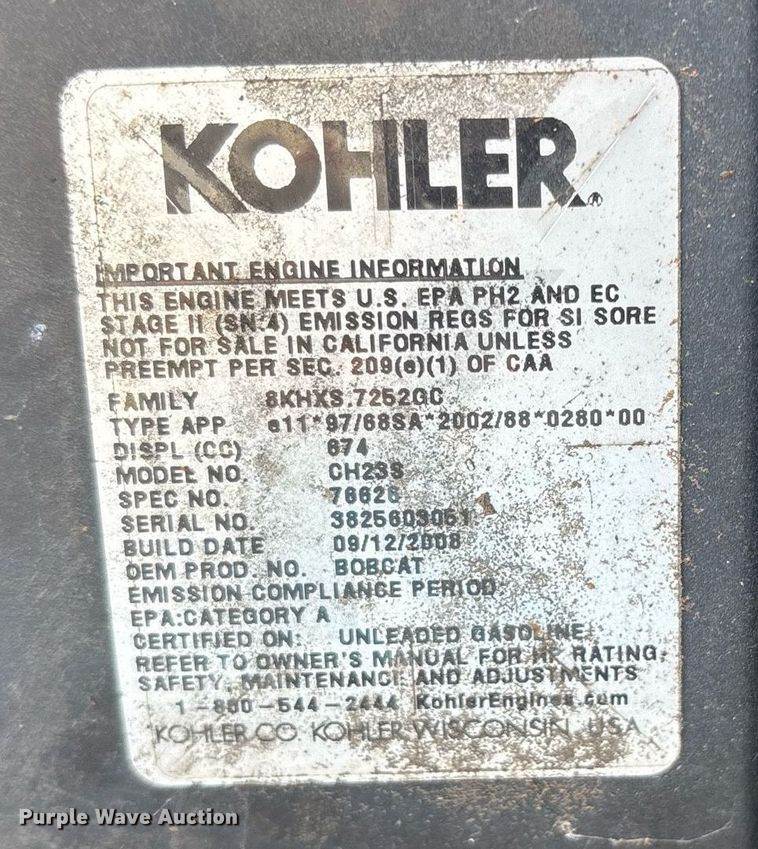 KOHLER®
IMPORTANT ENGINE INFORMATION
THIS ENGINE MEETS U.S. EPA PH2 AND EC
STAGE II (SN:4) EMISSION REGS FOR SI SORE
NOT FOR SALE IN CALIFORNIA UNLESS
PREEMPT PER SEC. 209(e)(1) OF CAA
FAMILY 8KHXS.7252GC
TYPE APP e11*97/68SA*2002/88*0280*00
DISPL (CC) 674
MODEL NO. CH23S
SPEC NO. 76626
SERIAL NO. 3825603051
BUILD DATE 09/12/2008
OEM PROD NO. BOBCAT
EMISSION COMPLIANCE PERIOD
EPA:CATEGORY A
CERTIFIED ON: UNLEADED GASOLINE
REFER TO OWNER'S MANUAL FOR HP RATING,
SAFETY, MAINTENANCE AND ADJUSTMENTS
1-800-544-2444 KohlerEngines.com
KOHLER CO. KOHLER, WISCONSIN, USA
Purple Wave Auction